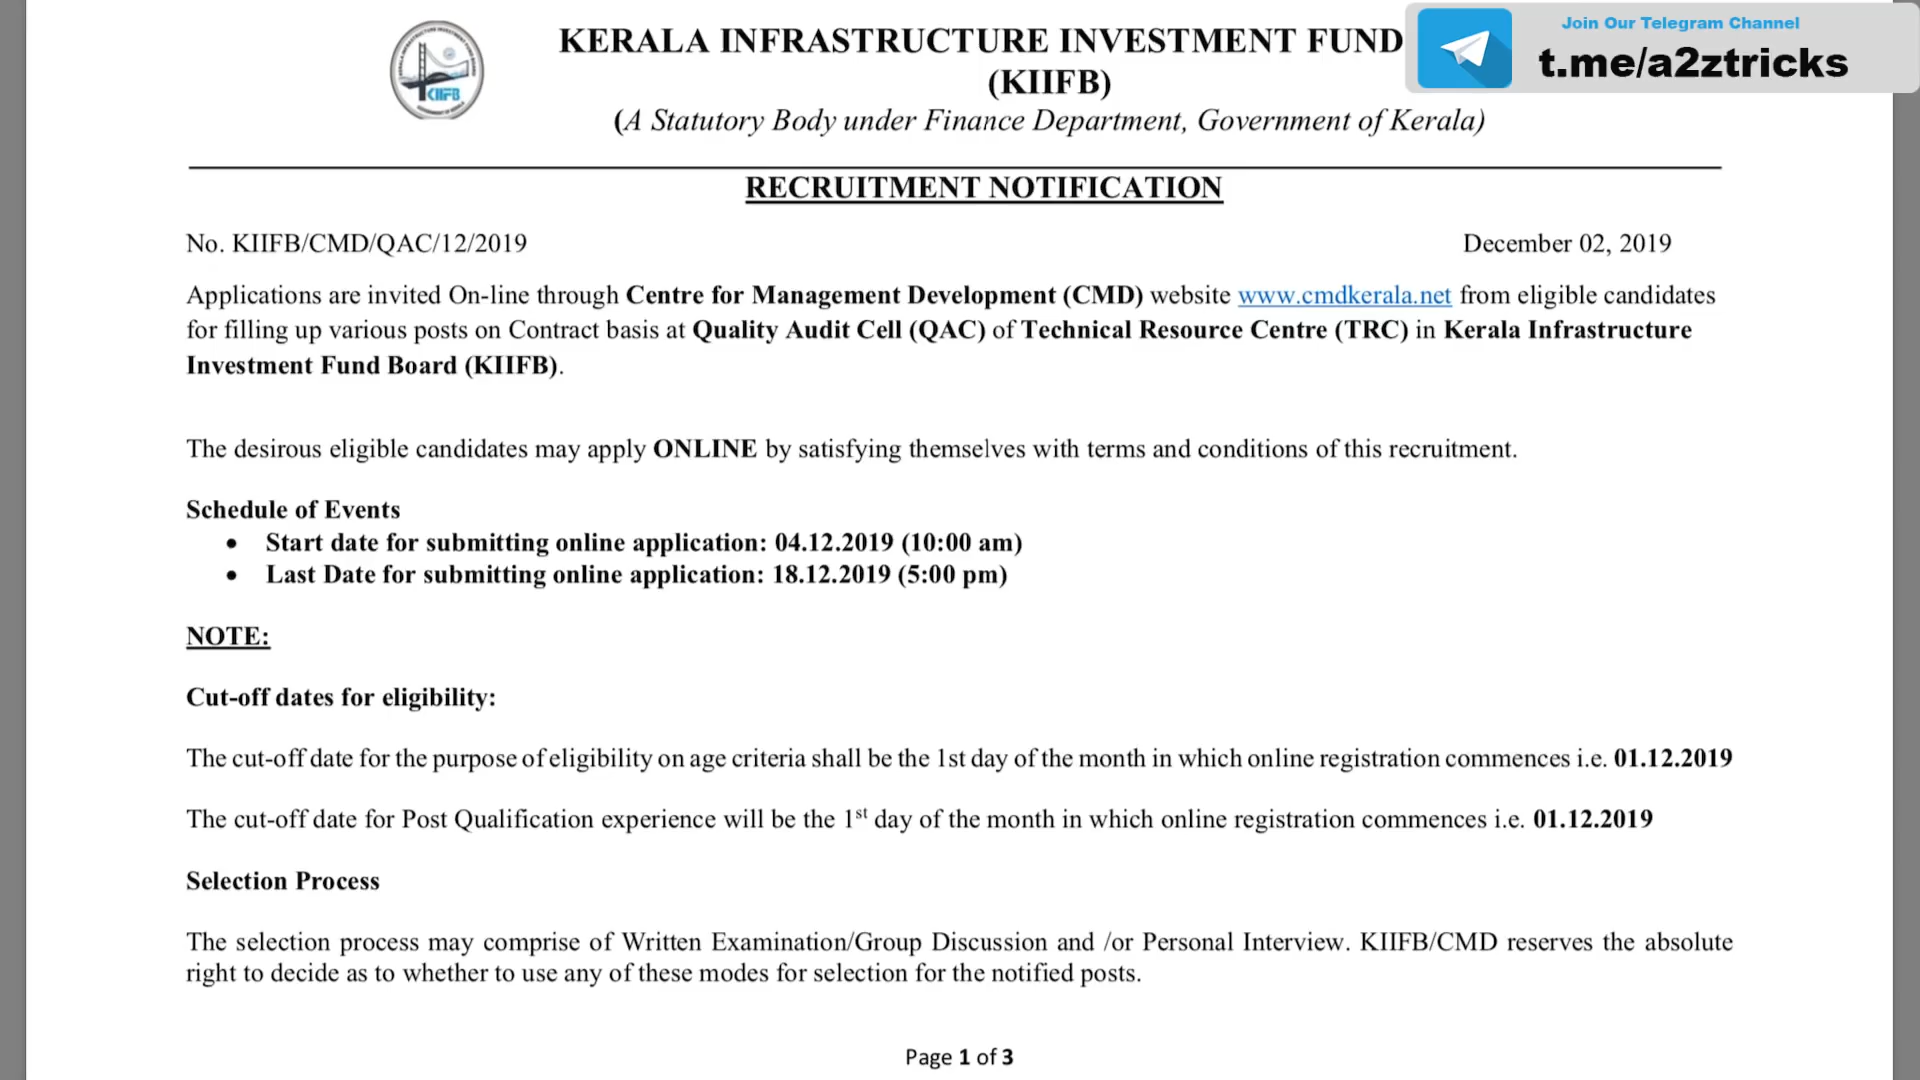 KERALA INFRASTRUCTURE INVESTMENT FUND
(KIIFB)
(A Statutory Body under Finance Department, Government of Kerala)
Join Our Telegram Channel
t.me/a2ztricks
KIIFB
RECRUITMENT NOTIFICATION
No. KIIFB/CMD/QAC/12/2019
December 02, 2019
Applications are invited On-line through Centre for Management Development (CMD) website www.cmdkerala.net from eligible candidates
for filling up various posts on Contract basis at Quality Audit Cell (QAC) of Technical Resource Centre (TRC) in Kerala Infrastructure
Investment Fund Board (KIIFB).
The desirous eligible candidates may apply ONLINE by satisfying themselves with terms and conditions of this recruitment.
Schedule of Events
• Start date for submitting online application: 04.12.2019 (10:00 am)
• Last Date for submitting online application: 18.12.2019 (5:00 pm)
NOTE:
Cut-off dates for eligibility:
The cut-off date for the purpose of eligibility on age criteria shall be the 1st day of the month in which online registration commences i.e. 01.12.2019
The cut-off date for Post Qualification experience will be the 1st day of the month in which online registration commences i.e. 01.12.2019
Selection Process
The selection process may comprise of Written Examination/Group Discussion and /or Personal Interview. KIIFB/CMD reserves the absolute
right to decide as to whether to use any of these modes for selection for the notified posts.
Page 1 of 3